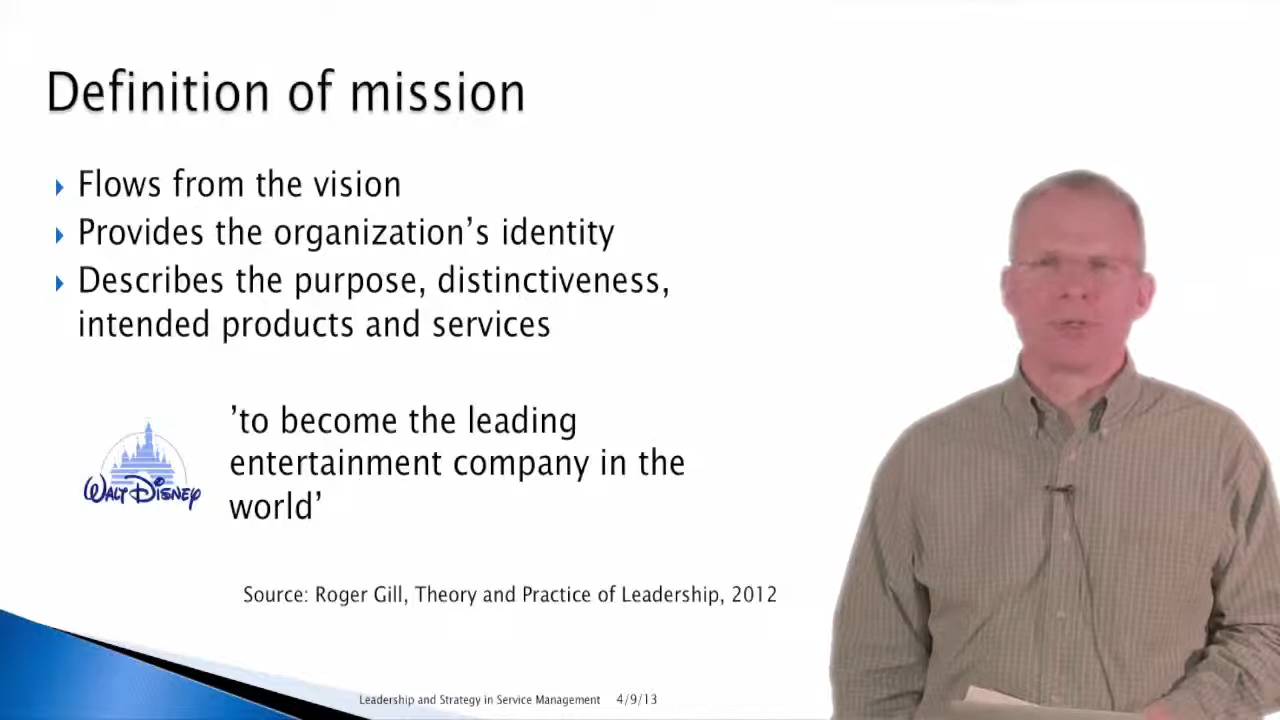 Definition of mission
Flows from the vision
Provides the organization’s identity
Describes the purpose, distinctiveness,
intended products and services
WALT DISNEY
’to become the leading
entertainment company in the
world’
Source: Roger Gill, Theory and Practice of Leadership, 2012
Leadership and Strategy in Service Management 4/9/13